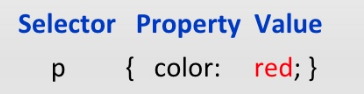 Selector Property Value
p { color: red; }